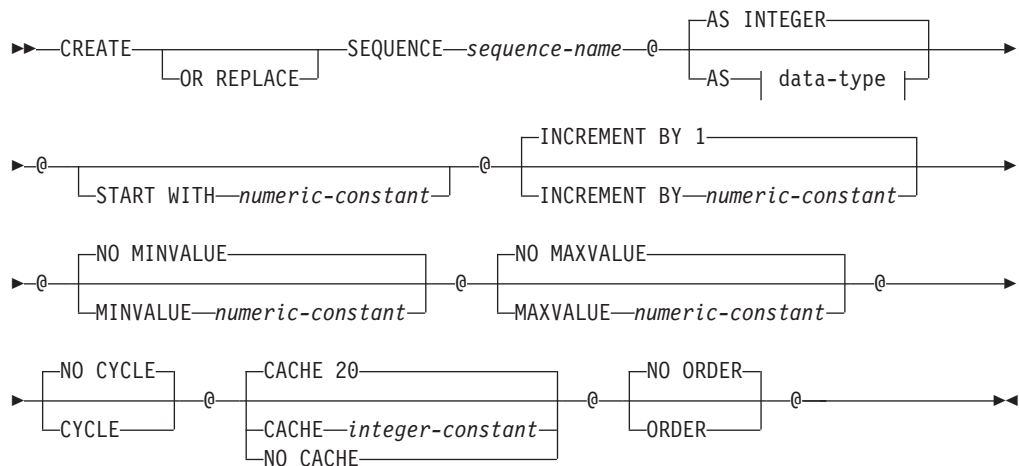 AS INTEGER
CREATE SEQUENCE sequence-name @
OR REPLACE AS data-type
INCREMENT BY 1
@ @
START WITH numeric-constant INCREMENT BY numeric-constant
NO MINVALUE NO MAXVALUE
@ @ @
MINVALUE numeric-constant MAXVALUE numeric-constant
NO CYCLE CACHE 20 NO ORDER
@ @ @
CYCLE CACHE integer-constant ORDER
NO CACHE